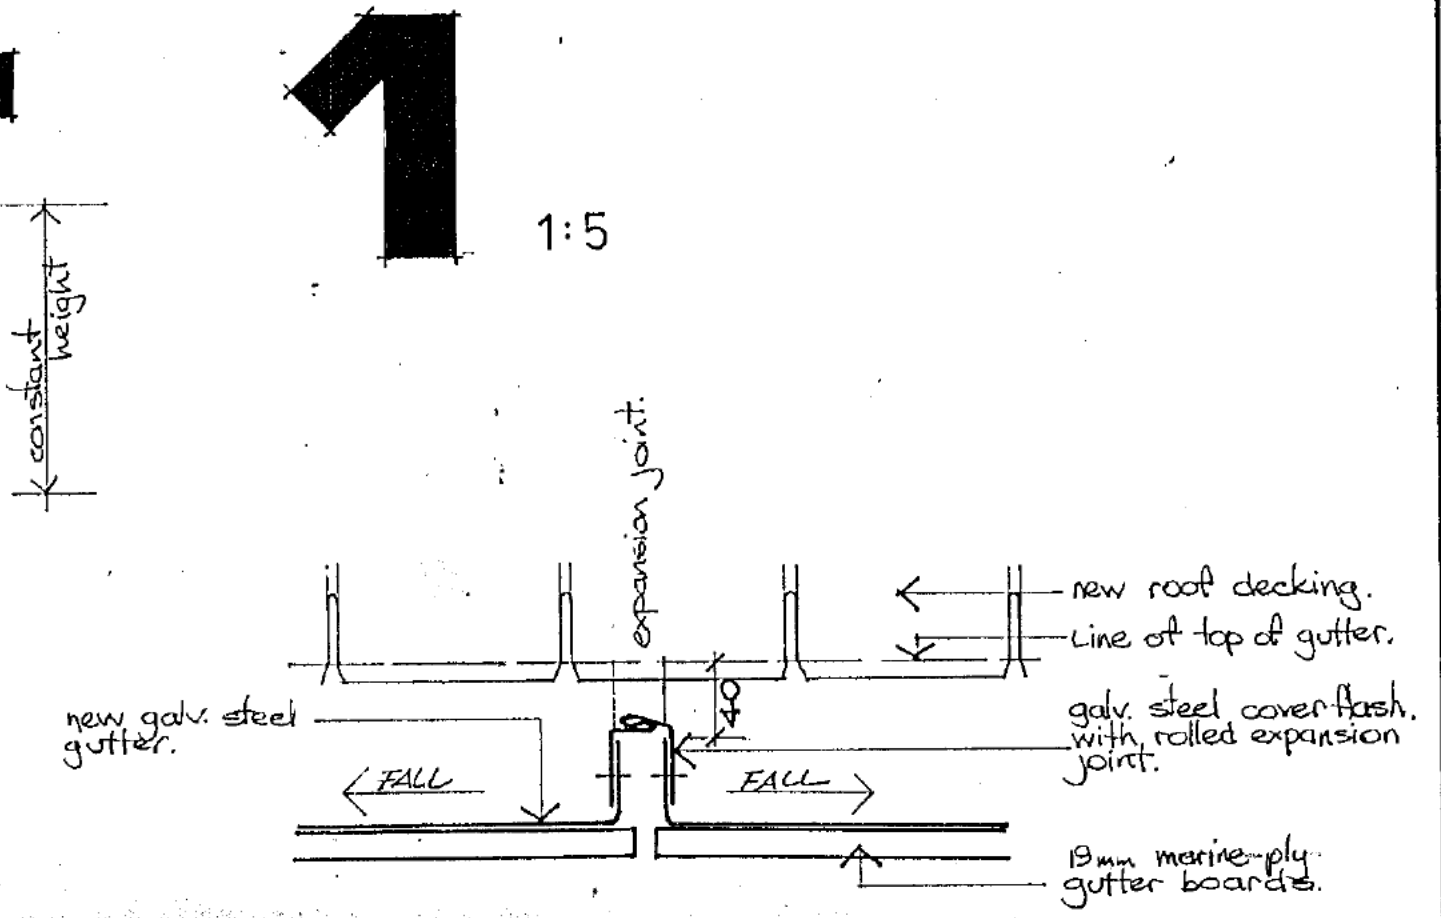 1
1:5
constant
height
expansion joint.
new roof decking.
Line of top of gutter.
40
new galv. steel
gutter.
galv. steel cover flash.
with rolled expansion
joint.
FALL
FALL
19mm marine-ply
gutter boards.